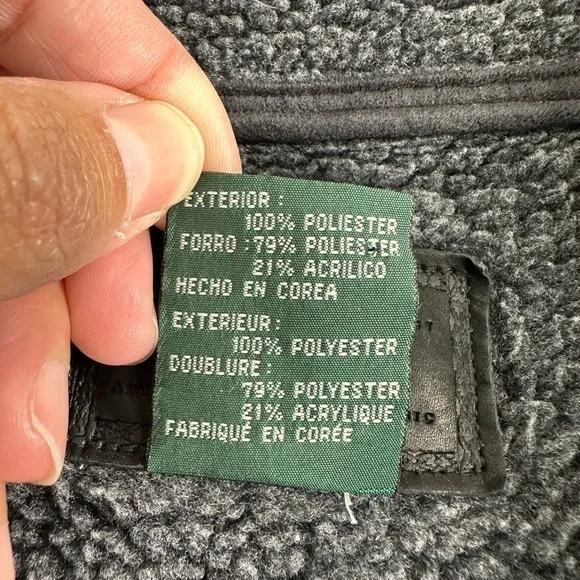 EXTERIOR :
100% POLIESTER
FORRO : 79% POLIESTER
21% ACRILICO
HECHO EN COREA
EXTERIEUR :
100% POLYESTER
DOUBLURE :
79% POLYESTER
21% ACRYLIQUE
FABRIQUÉ EN CORÉE